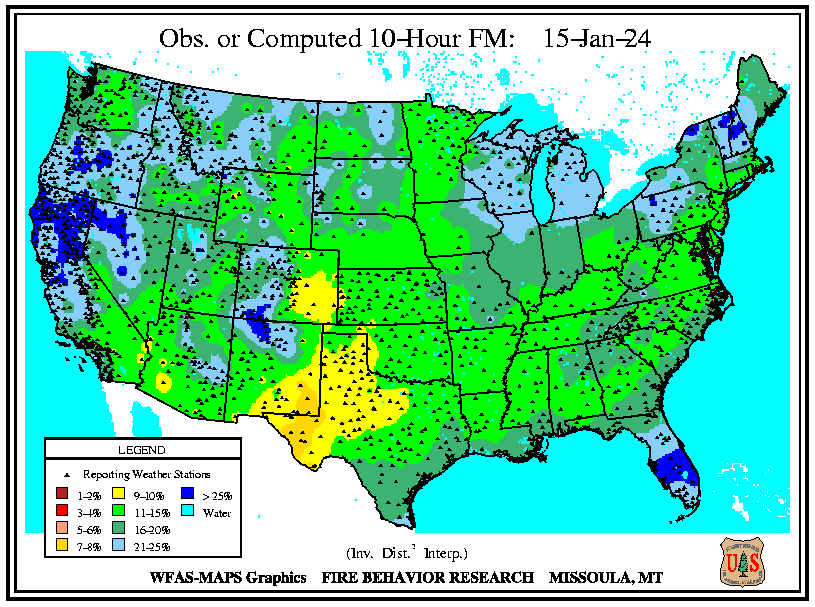 Obs. or Computed 10-Hour FM: 15-Jan-24
LEGEND
Reporting Weather Stations
1-2% 9-10% > 25%
3-4% 11-15% Water
5-6% 16-20%
7-8% 21-25%
(Inv. Dist.² Interp.)
WFAS-MAPS Graphics FIRE BEHAVIOR RESEARCH MISSOULA, MT
U S